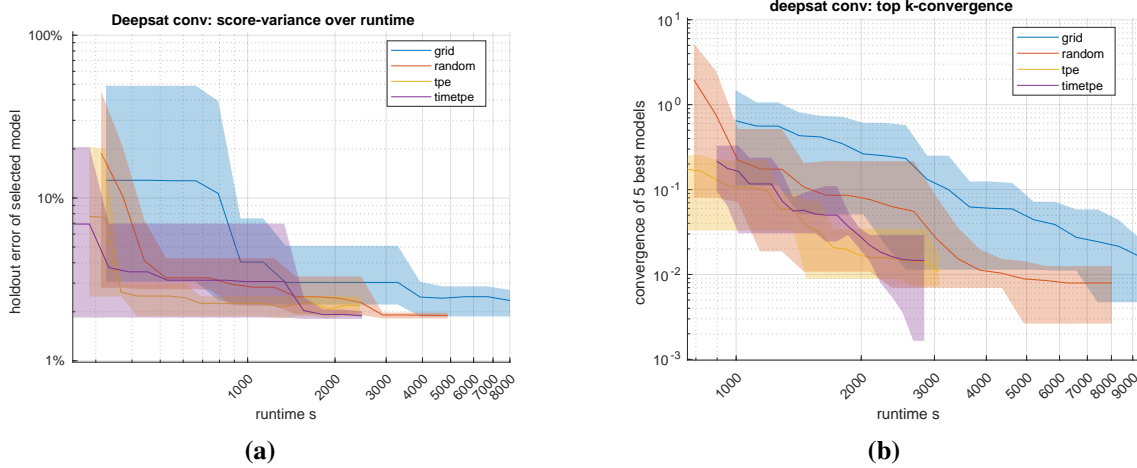 Deepsat conv: score-variance over runtime
100%
10%
1%
holdout error of selected model
grid
random
tpe
timetpe
1000
2000
3000
4000
5000
6000
7000
8000
runtime s
(a)
deepsat conv: top k-convergence
10^1
10^0
10^-1
10^-2
10^-3
convergence of 5 best models
grid
random
tpe
timetpe
1000
2000
3000
4000
5000
6000
7000
8000
9000
runtime s
(b)